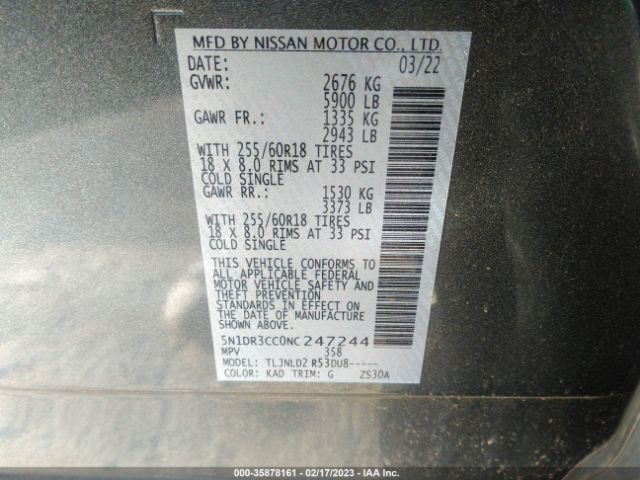 MFD BY NISSAN MOTOR CO., LTD.
DATE: 03/22
GVWR: 2676 KG
5900 LB
GAWR FR.: 1335 KG
2943 LB
WITH 255/60R18 TIRES
18 X 8.0 RIMS AT 33 PSI
COLD SINGLE
GAWR RR.: 1530 KG
3373 LB
WITH 255/60R18 TIRES
18 X 8.0 RIMS AT 33 PSI
COLD SINGLE
THIS VEHICLE CONFORMS TO
ALL APPLICABLE FEDERAL
MOTOR VEHICLE SAFETY AND
THEFT PREVENTION
STANDARDS IN EFFECT ON
THE DATE OF MANUFACTURE
SHOWN ABOVE.
5N1DR3CC0NC247244
MPV 358
MODEL: TLJNLD2 R53DU8-----
COLOR: KAD TRIM: G ZS30A
000-35878161 - 02/17/2023 - IAA Inc.